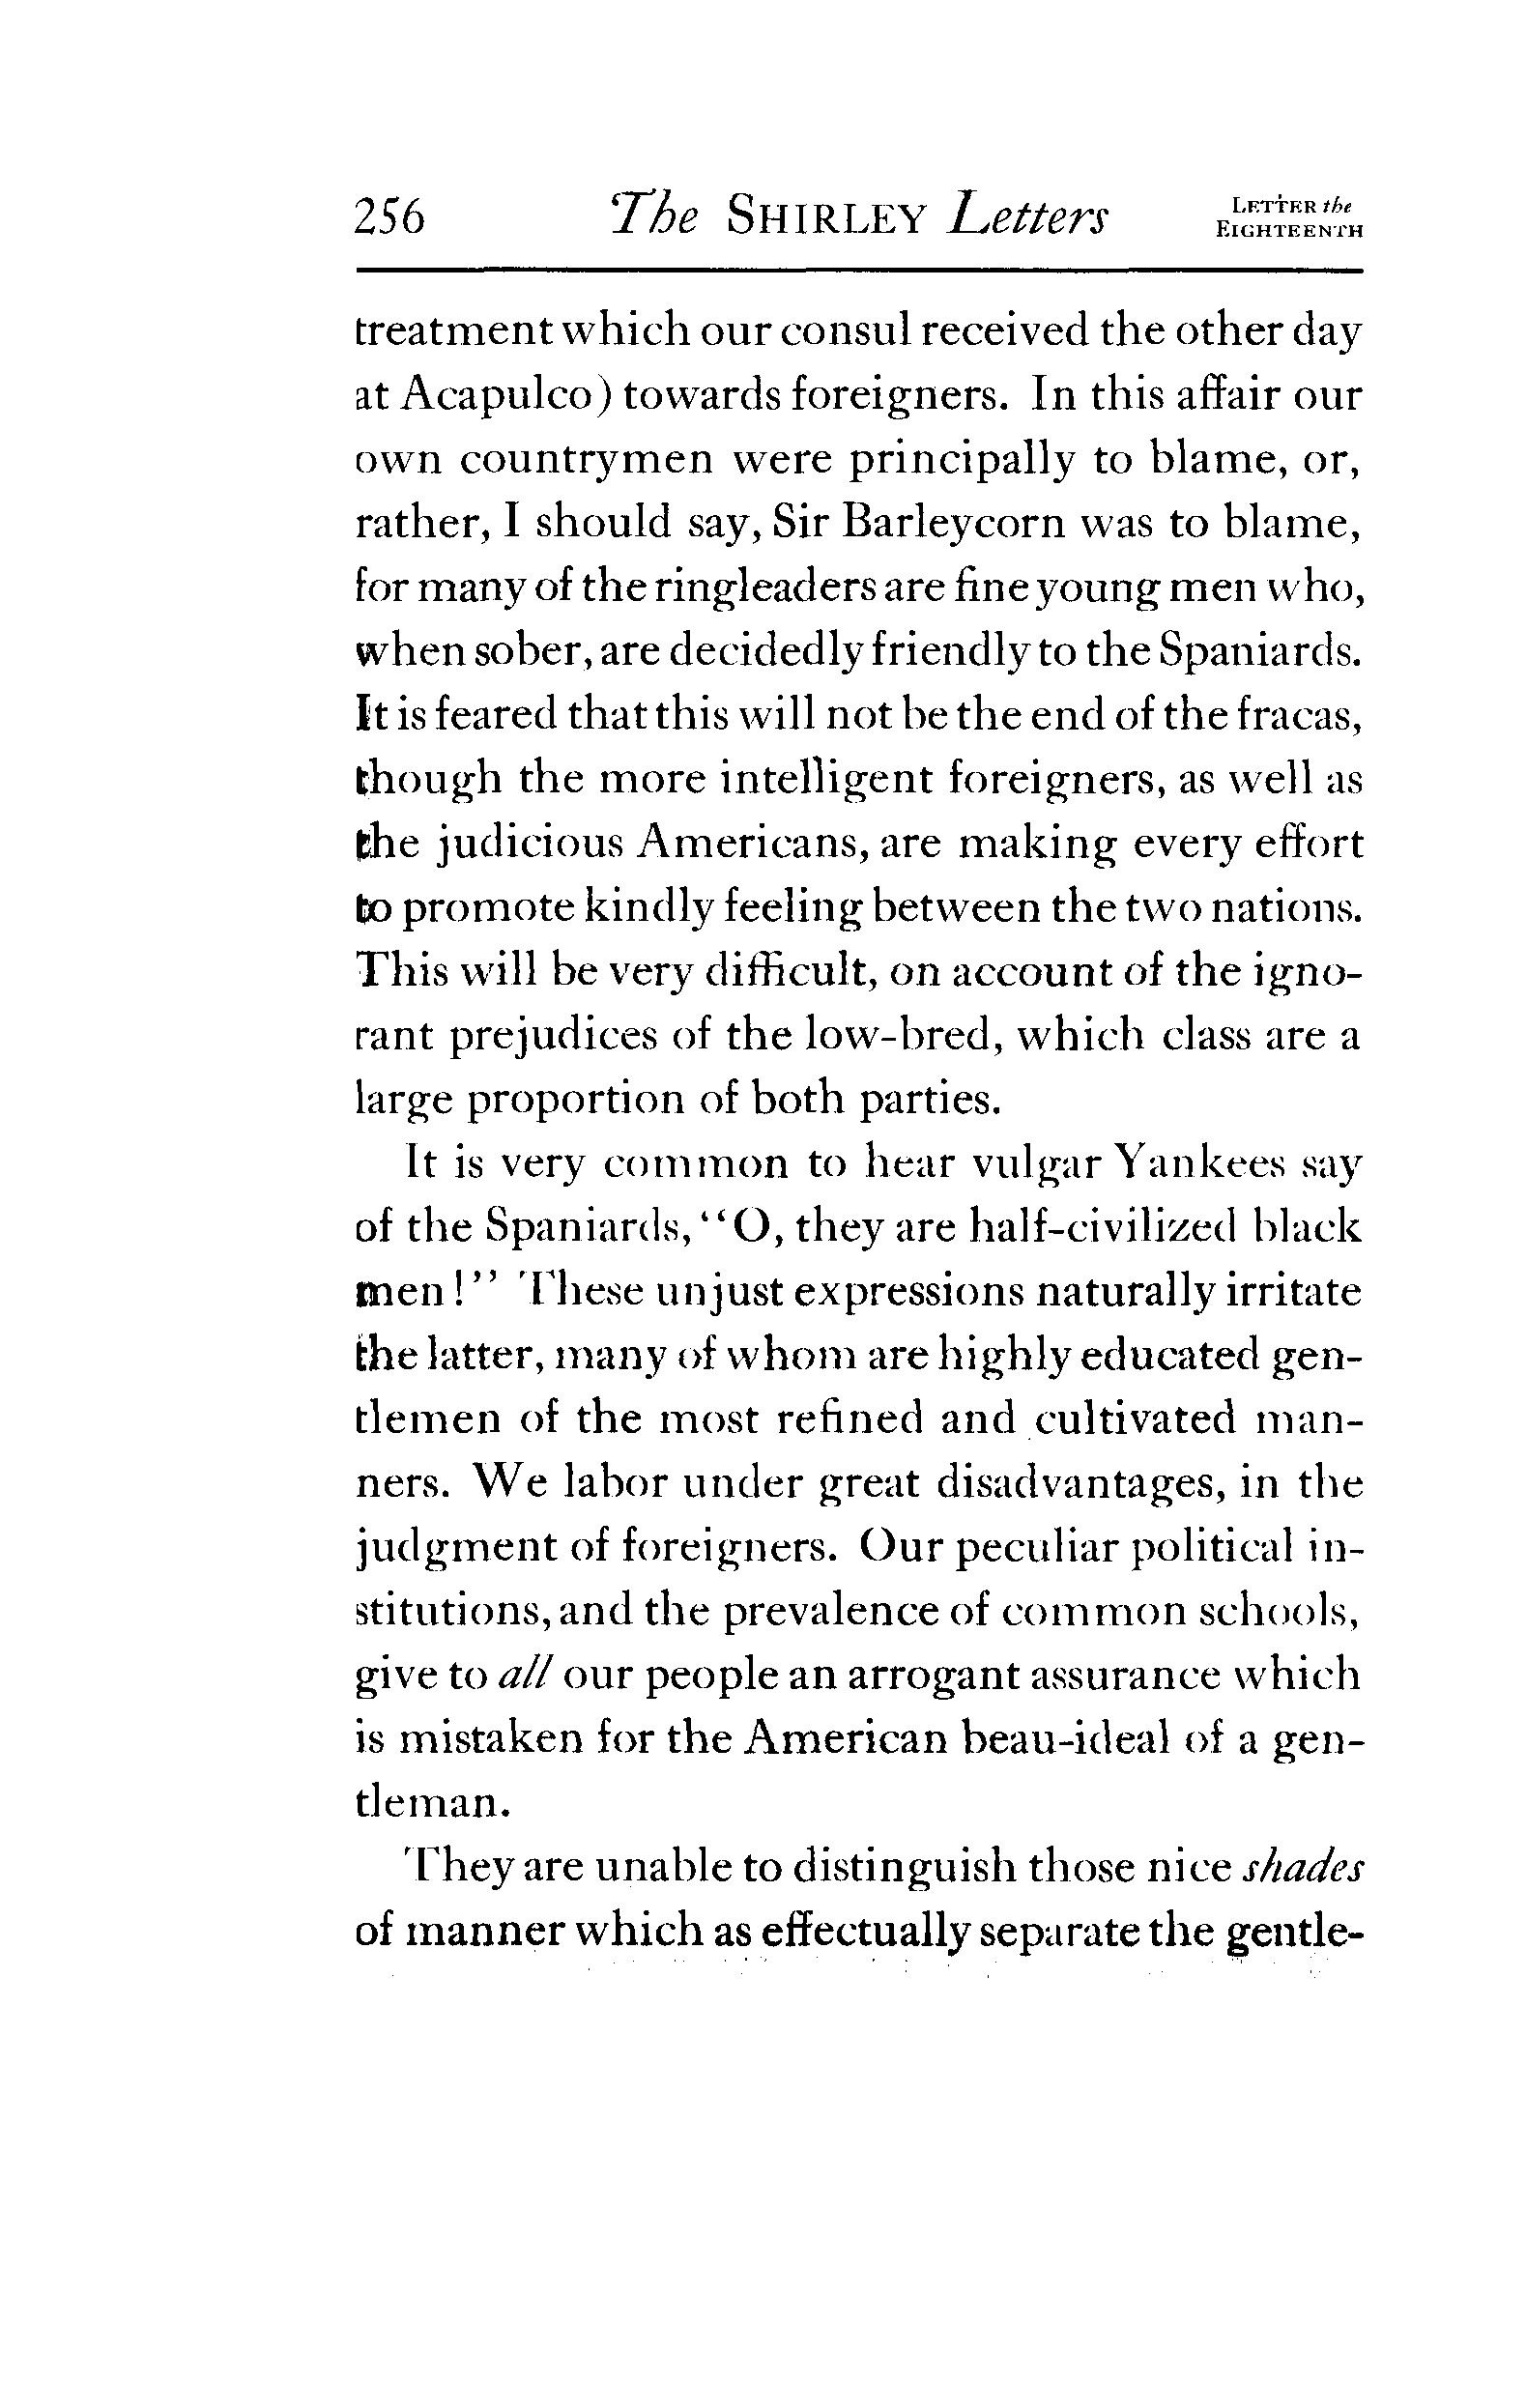 256 The SHIRLEY Letters LETTER the EIGHTEENTH
treatment which our consul received the other day
at Acapulco) towards foreigners. In this affair our
own countrymen were principally to blame, or,
rather, I should say, Sir Barleycorn was to blame,
for many of the ringleaders are fine young men who,
when sober, are decidedly friendly to the Spaniards.
It is feared that this will not be the end of the fracas,
though the more intelligent foreigners, as well as
the judicious Americans, are making every effort
to promote kindly feeling between the two nations.
This will be very difficult, on account of the igno-
rant prejudices of the low-bred, which class are a
large proportion of both parties.
It is very common to hear vulgar Yankees say
of the Spaniards, "O, they are half-civilized black
men!" These unjust expressions naturally irritate
the latter, many of whom are highly educated gen-
tlemen of the most refined and cultivated man-
ners. We labor under great disadvantages, in the
judgment of foreigners. Our peculiar political in-
stitutions, and the prevalence of common schools,
give to all our people an arrogant assurance which
is mistaken for the American beau-ideal of a gen-
tleman.
They are unable to distinguish those nice shades
of manner which as effectually separate the gentle-